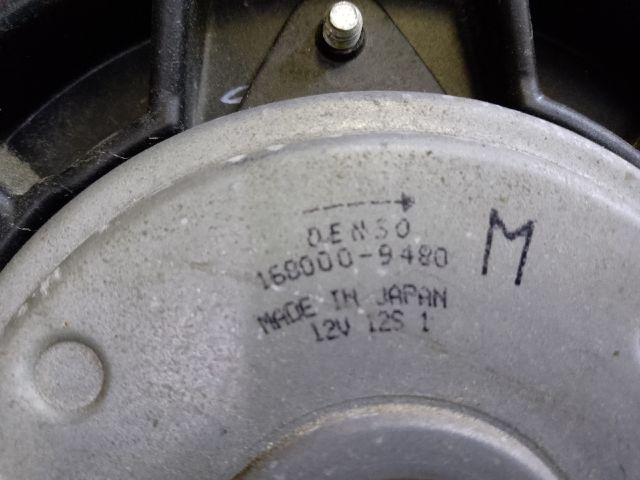 DENSO
168000-9480
M
MADE IN JAPAN
12V 12S 1